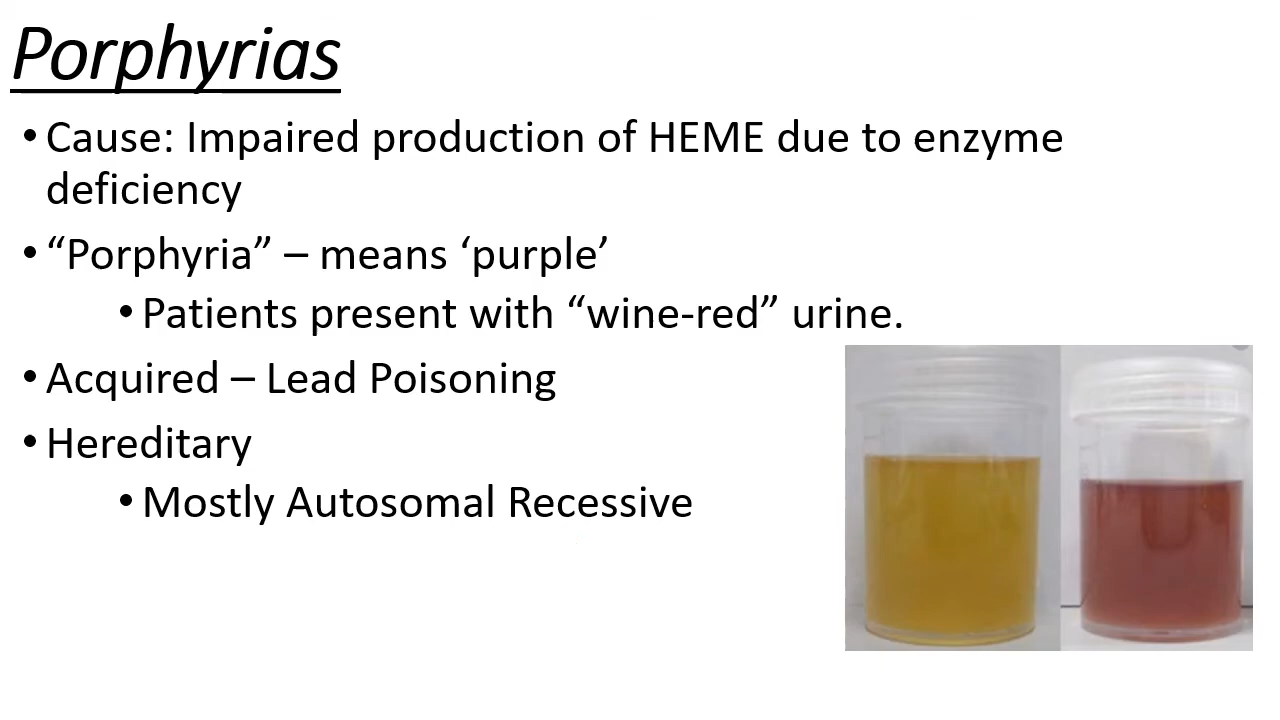 Porphyrias
• Cause: Impaired production of HEME due to enzyme
deficiency
• “Porphyria” – means ‘purple’
• Patients present with “wine-red” urine.
• Acquired – Lead Poisoning
• Hereditary
• Mostly Autosomal Recessive